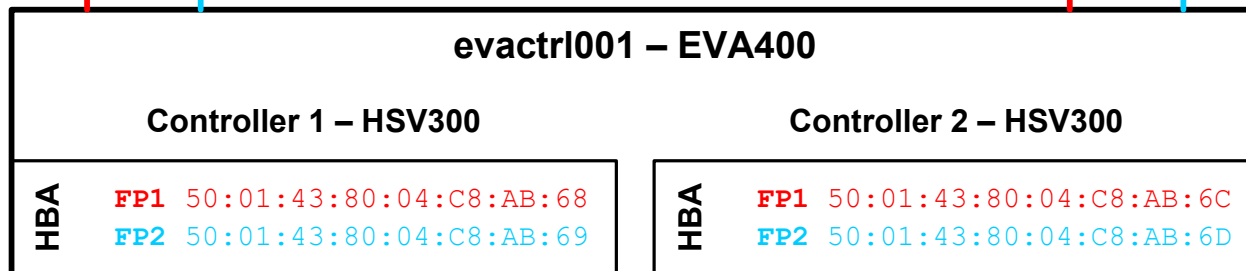 evactrl001 – EVA400
Controller 1 – HSV300
HBA
FP1 50:01:43:80:04:C8:AB:68
FP2 50:01:43:80:04:C8:AB:69
Controller 2 – HSV300
HBA
FP1 50:01:43:80:04:C8:AB:6C
FP2 50:01:43:80:04:C8:AB:6D